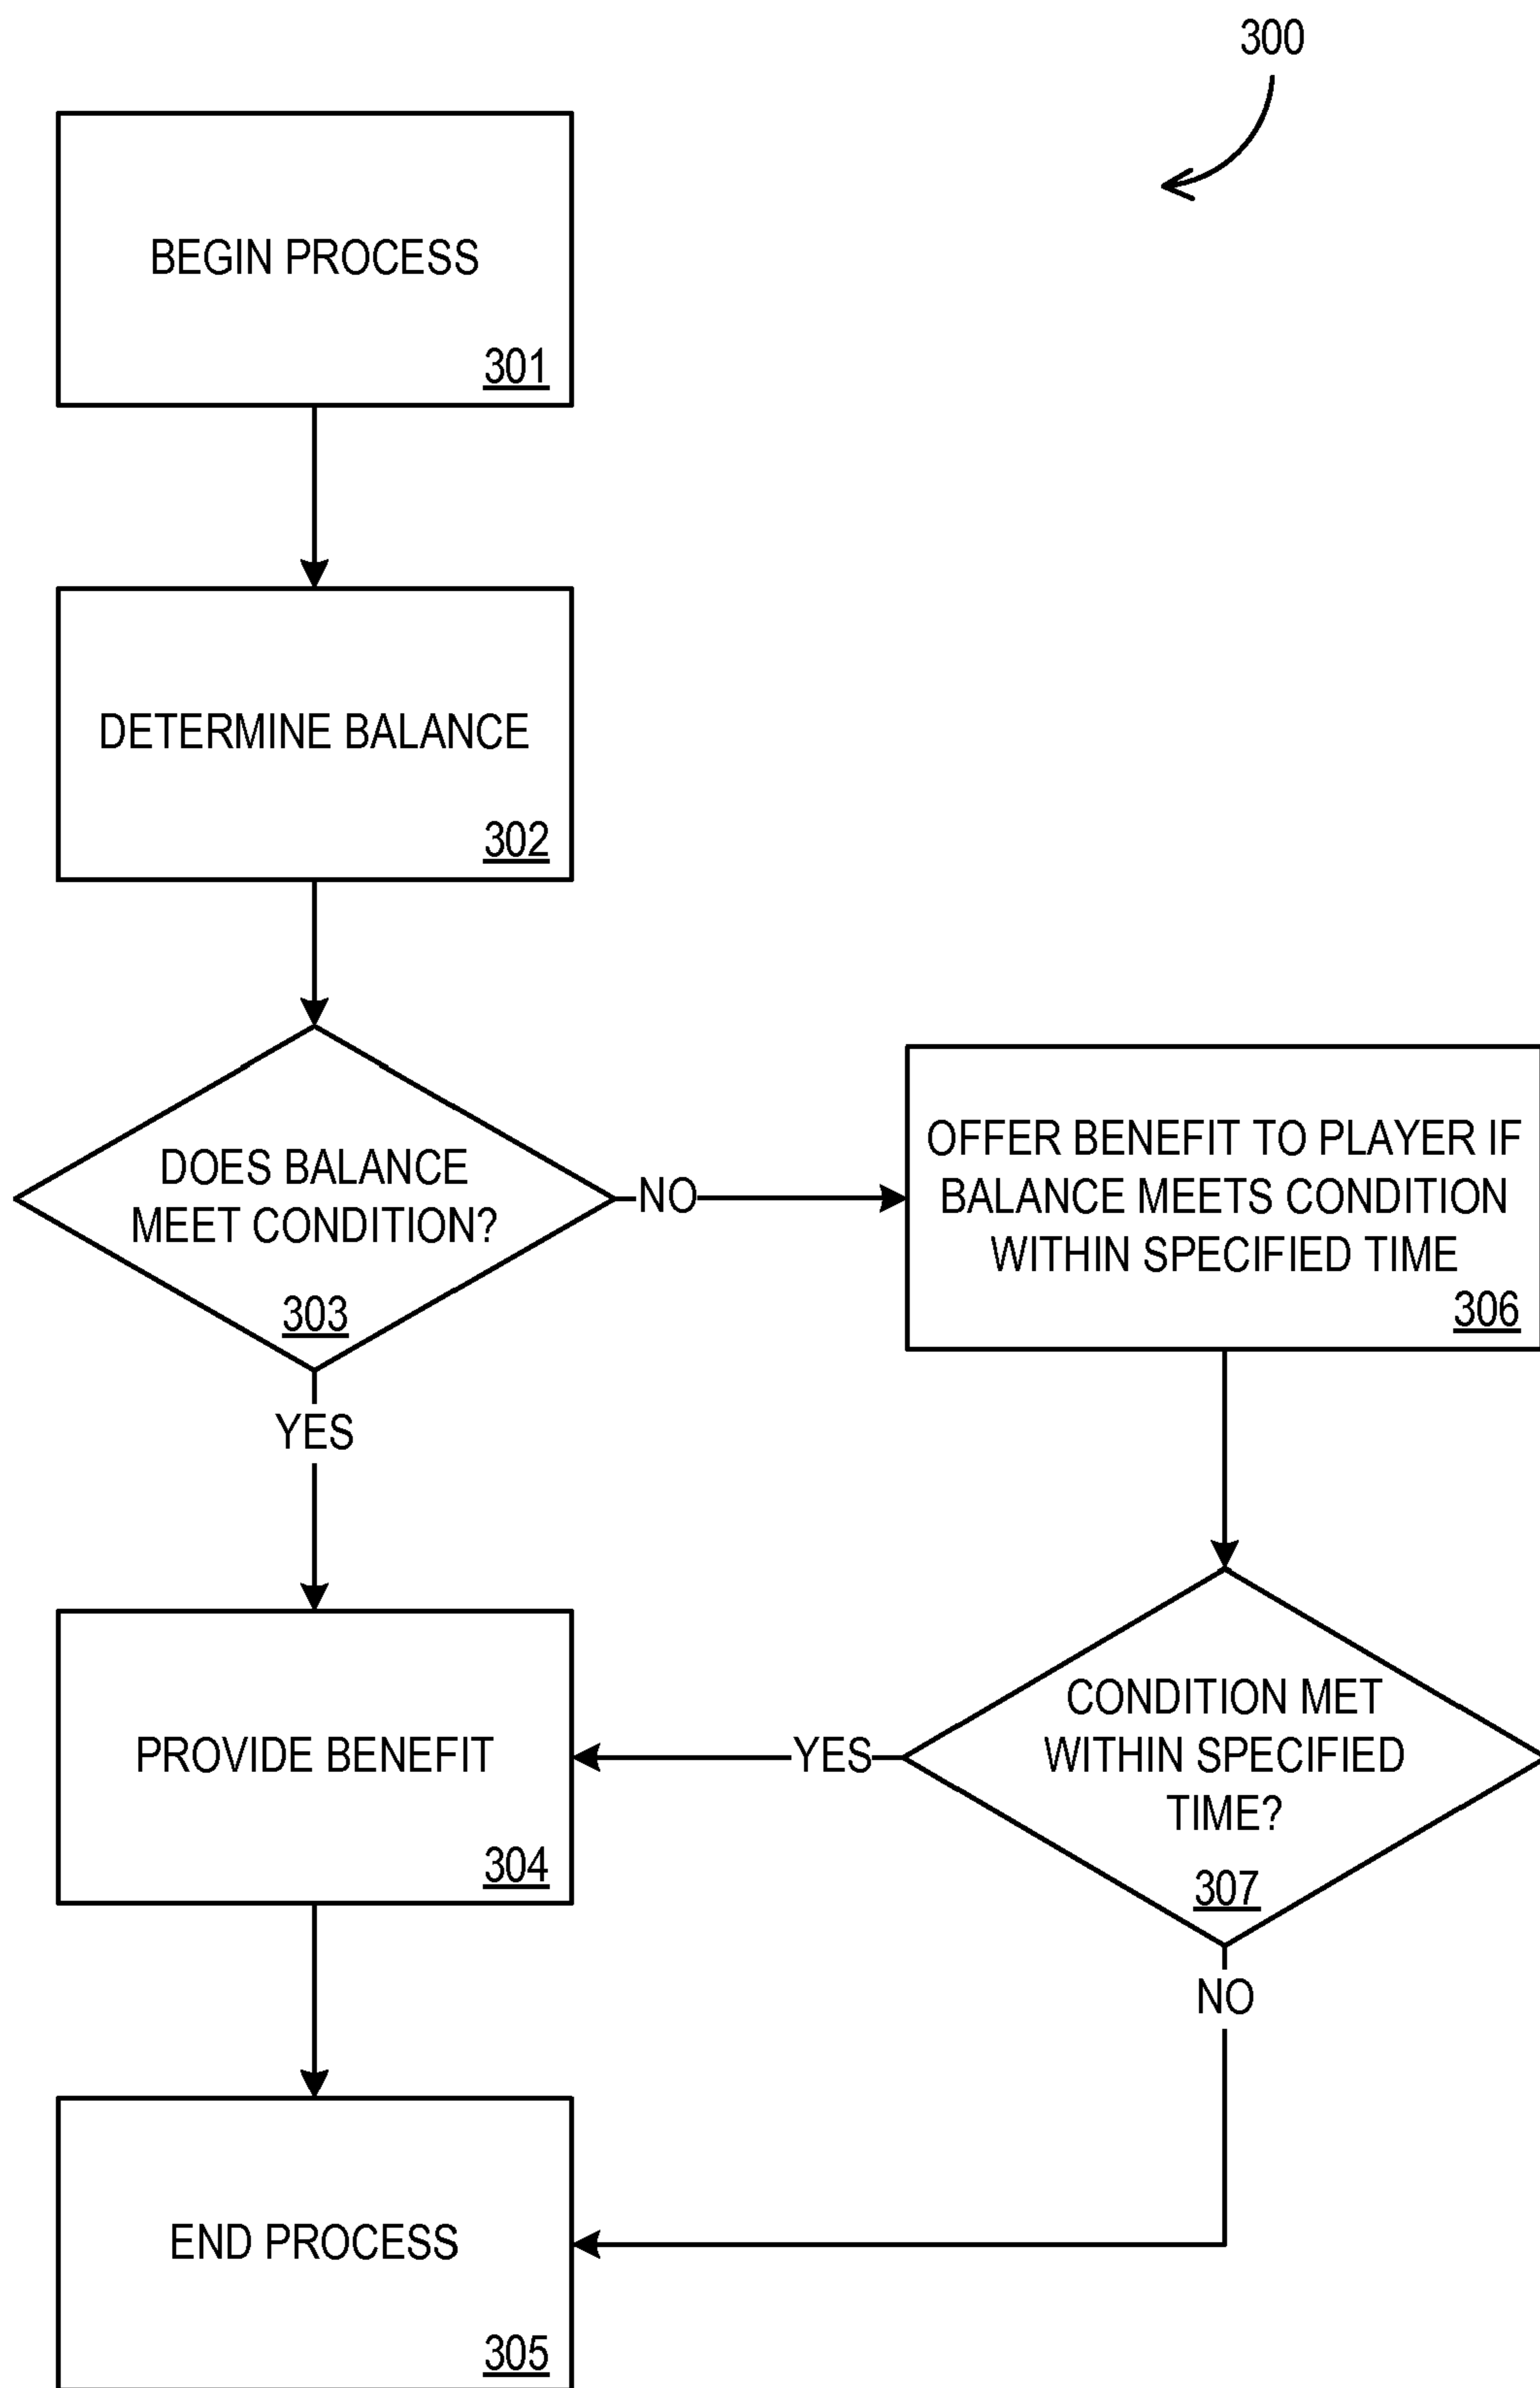 300
BEGIN PROCESS
301
DETERMINE BALANCE
302
DOES BALANCE
MEET CONDITION?
303
NO
OFFER BENEFIT TO PLAYER IF
BALANCE MEETS CONDITION
WITHIN SPECIFIED TIME
306
YES
PROVIDE BENEFIT
304
YES
CONDITION MET
WITHIN SPECIFIED
TIME?
307
NO
END PROCESS
305